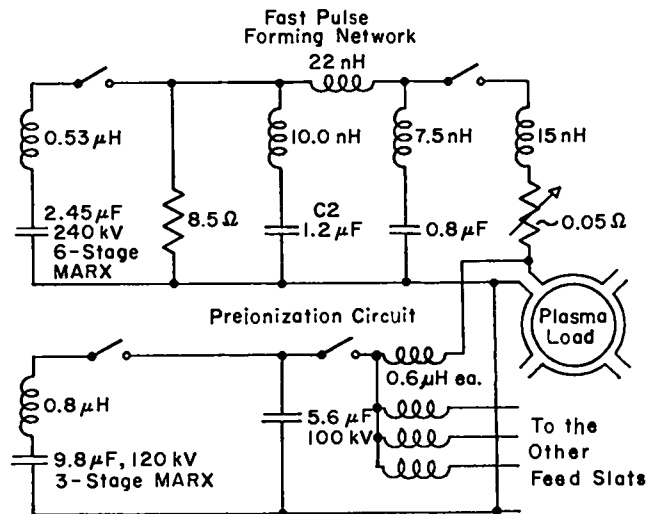 Fast Pulse
Forming Network
22 nH
0.53 μH
10.0 nH
7.5 nH
15 nH
2.45 μF
240 kV
6-Stage
MARX
8.5 Ω
C2
1.2 μF
0.8 μF
~0.05 Ω
Preionization Circuit
Plasma
Load
0.8 μH
0.6 μH ea.
5.6 μF
100 kV
9.8 μF, 120 kV
3-Stage MARX
To the
Other
Feed Slats